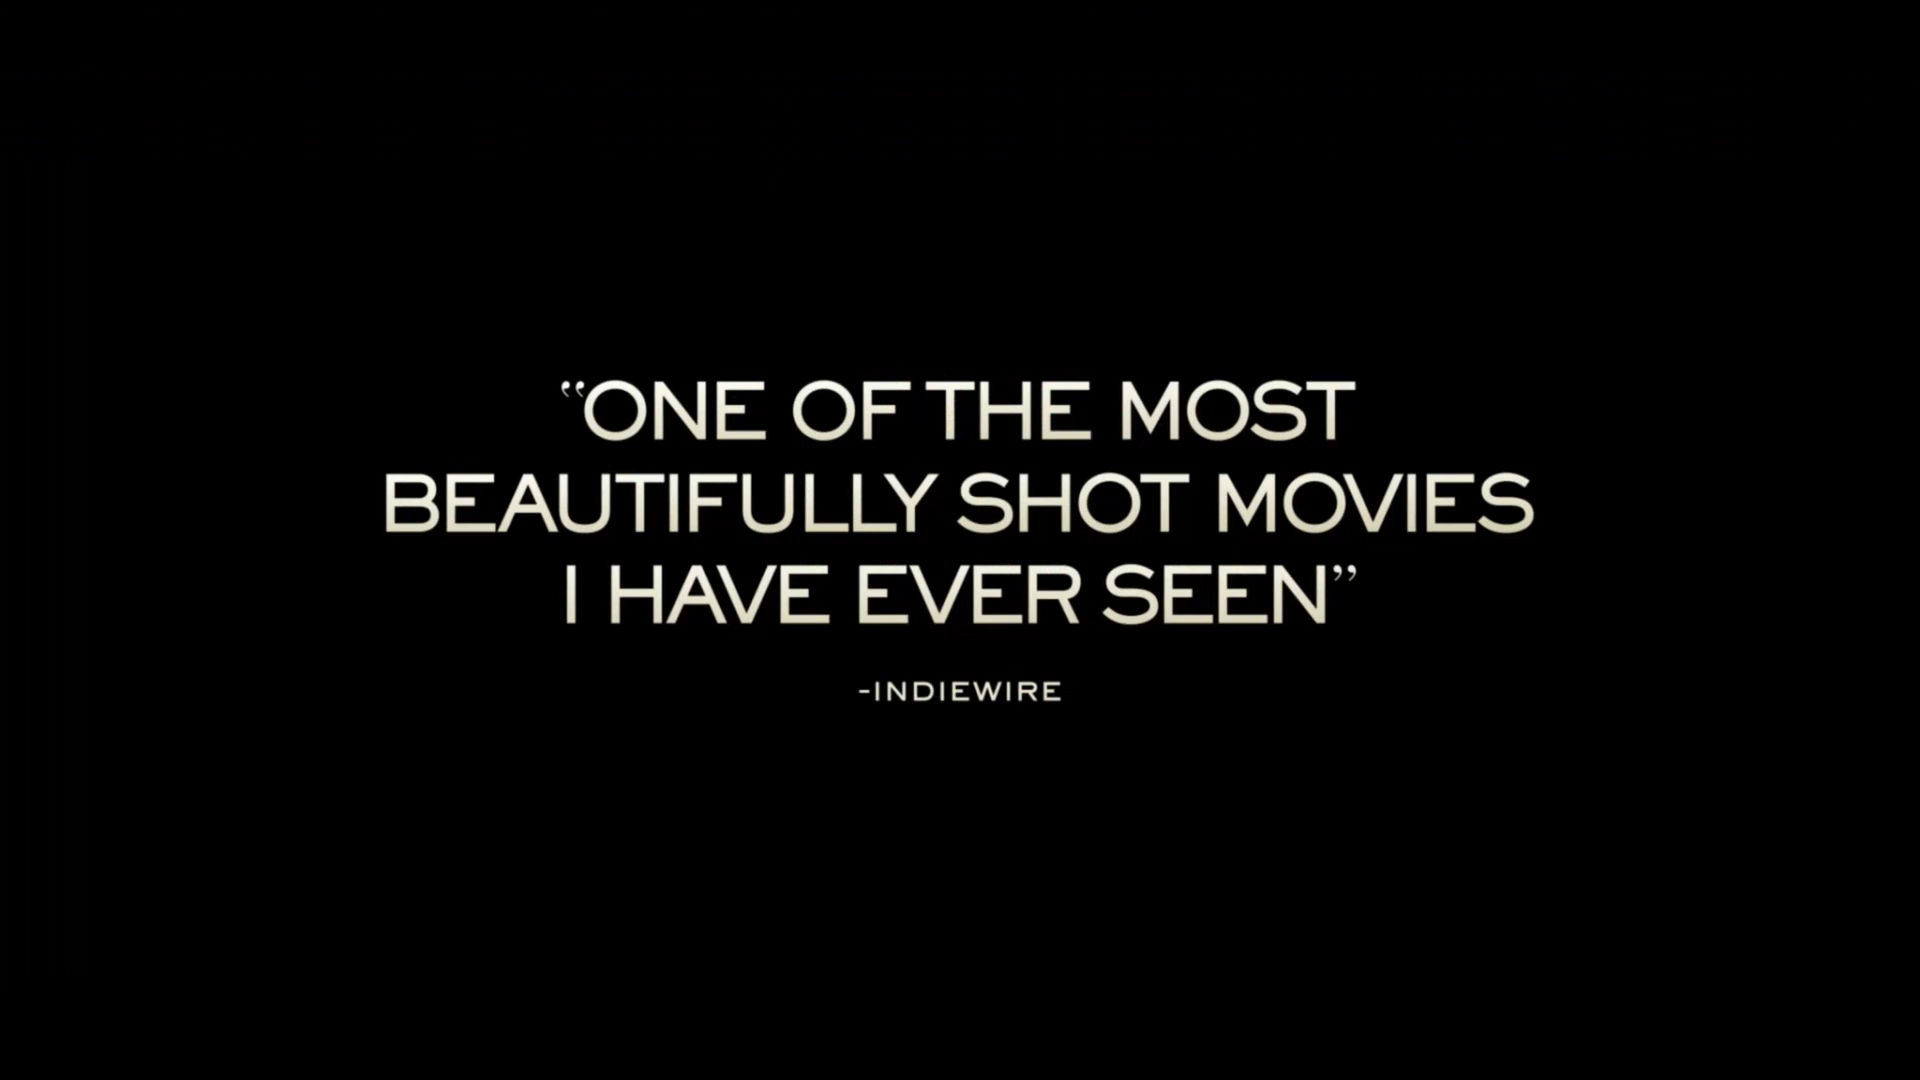 “ONE OF THE MOST
BEAUTIFULLY SHOT MOVIES
I HAVE EVER SEEN”
-INDIEWIRE